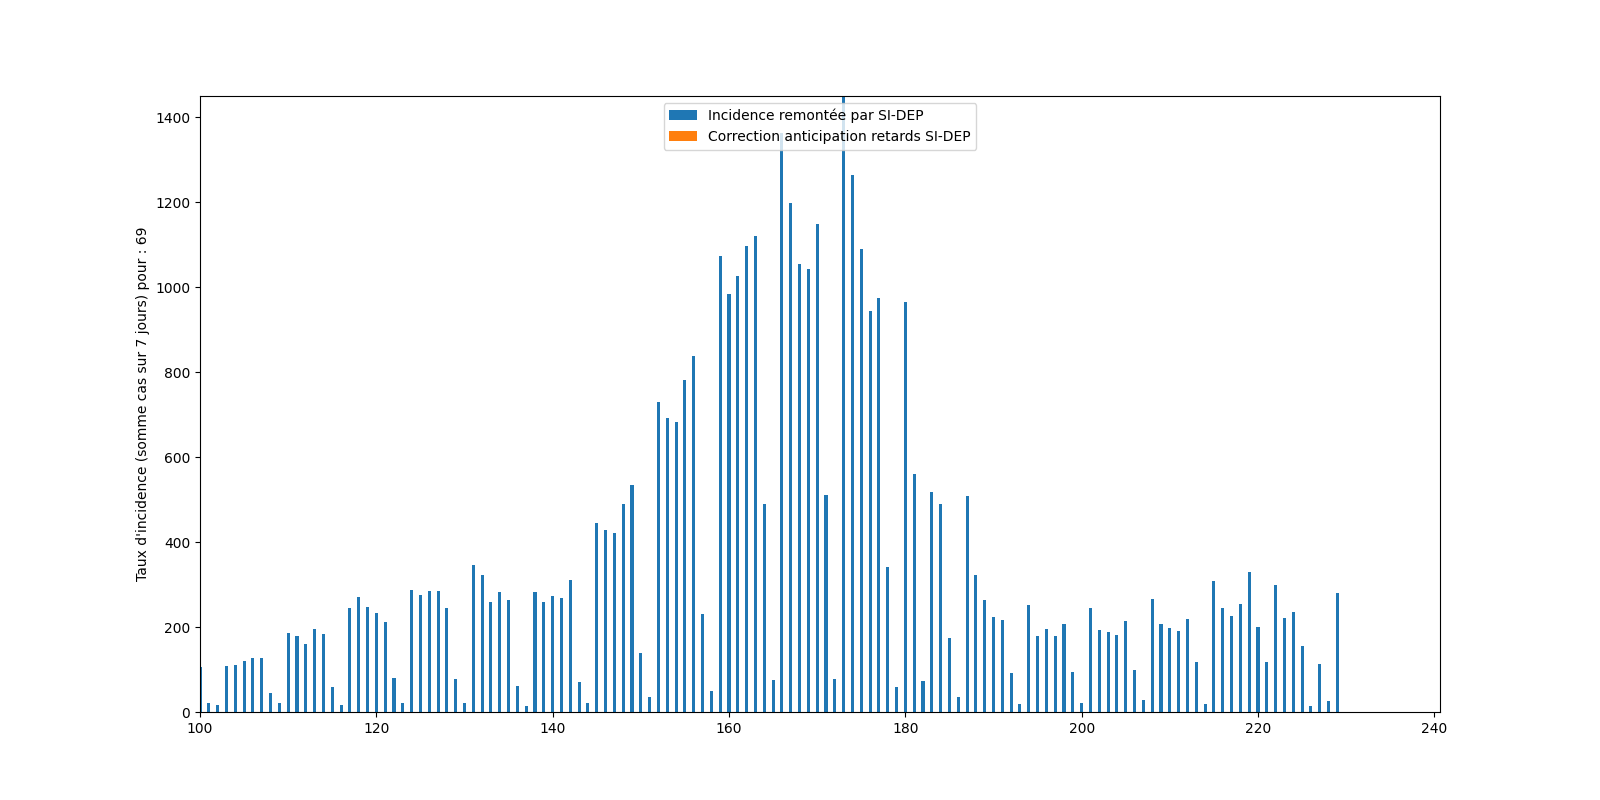 Incidence remontée par SI-DEP
Correction anticipation retards SI-DEP
Taux d'incidence (somme cas sur 7 jours) pour : 69
1400
1200
1000
800
600
400
200
0
100 120 140 160 180 200 220 240